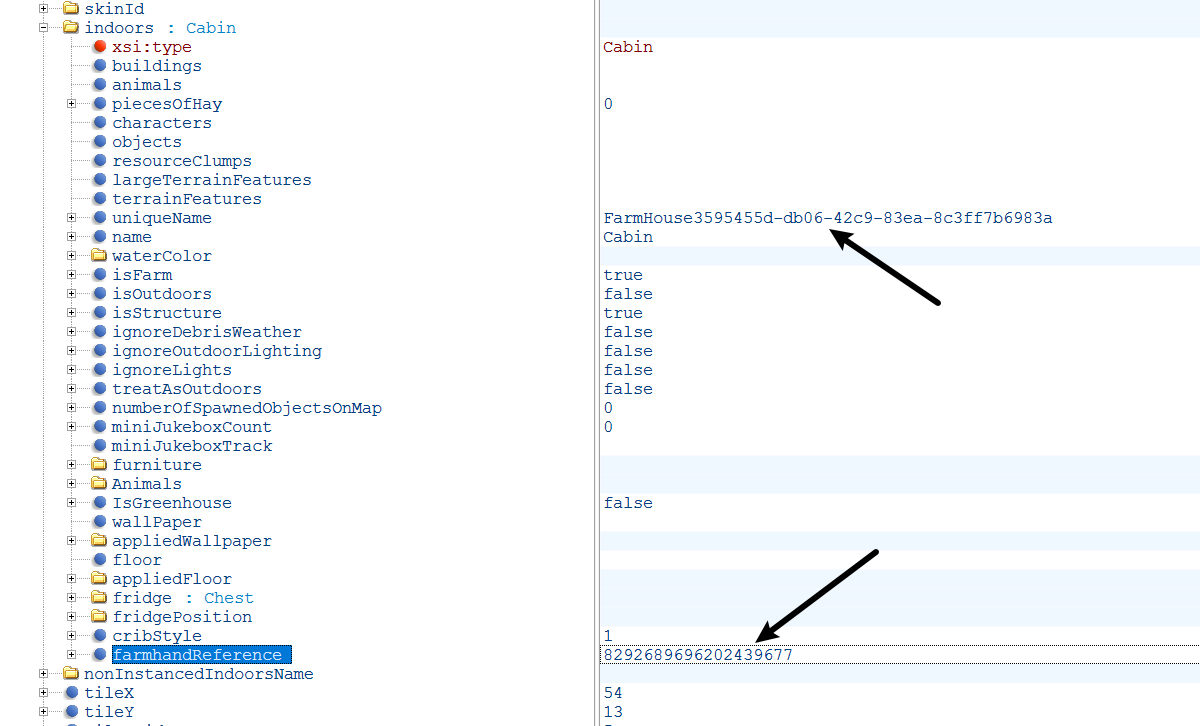 skinId
indoors : Cabin
xsi:type Cabin
buildings
animals
piecesOfHay 0
characters
objects
resourceClumps
largeTerrainFeatures
terrainFeatures
uniqueName FarmHouse3595455d-db06-42c9-83ea-8c3ff7b6983a
name Cabin
waterColor
isFarm true
isOutdoors false
isStructure true
ignoreDebrisWeather false
ignoreOutdoorLighting false
ignoreLights false
treatAsOutdoors false
numberOfSpawnedObjectsOnMap 0
miniJukeboxCount 0
miniJukeboxTrack
furniture
Animals
IsGreenhouse false
wallPaper
appliedWallpaper
floor
appliedFloor
fridge : Chest
fridgePosition
cribStyle 1
farmhandReference 8292689696202439677
nonInstancedIndoorsName
tileX 54
tileY 13